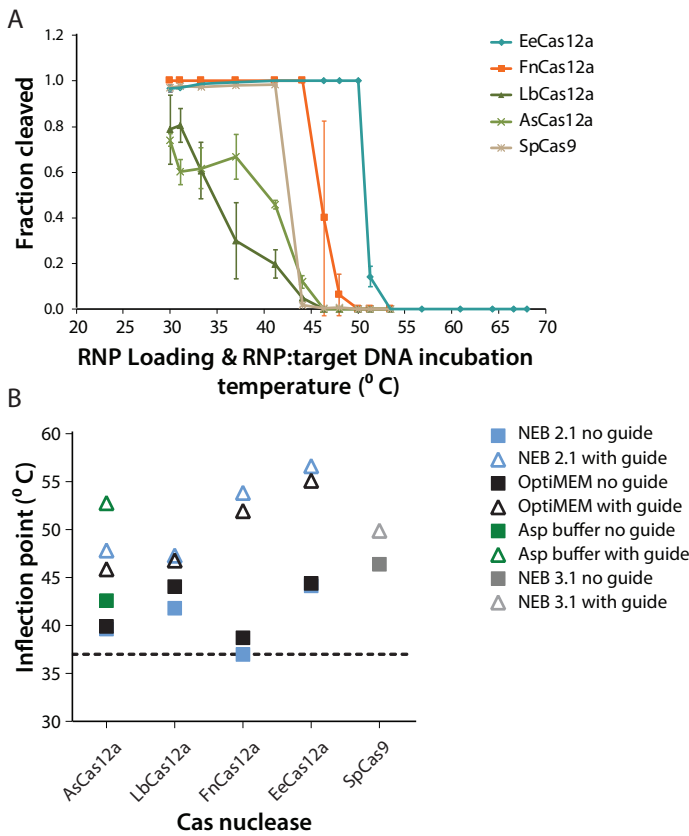 A
Fraction cleaved
1.2
1.0
0.8
0.6
0.4
0.2
0.0
20 25 30 35 40 45 50 55 60 65 70
RNP Loading & RNP:target DNA incubation
temperature (⁰ C)
EeCas12a
FnCas12a
LbCas12a
AsCas12a
SpCas9
B
Inflection point (⁰ C)
60
55
50
45
40
35
30
AsCas12a LbCas12a FnCas12a EeCas12a SpCas9
Cas nuclease
NEB 2.1 no guide
NEB 2.1 with guide
OptiMEM no guide
OptiMEM with guide
Asp buffer no guide
Asp buffer with guide
NEB 3.1 no guide
NEB 3.1 with guide